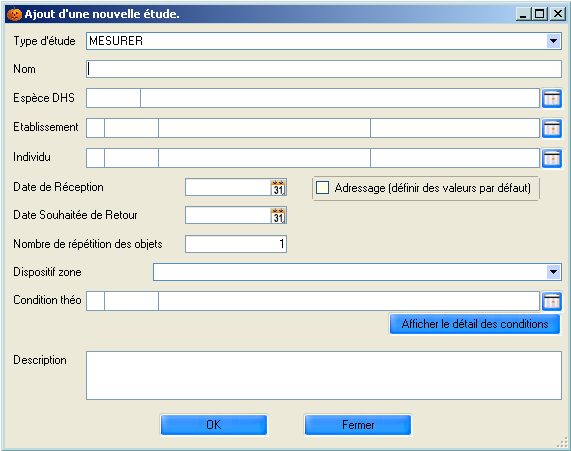 Ajout d'une nouvelle étude.
Type d'étude MESURER
Nom
Espèce DHS
Etablissement
Individu
Date de Réception 31 Adressage (définir des valeurs par défaut)
Date Souhaitée de Retour 31
Nombre de répétition des objets 1
Dispositif zone
Condition théo
Afficher le détail des conditions
Description
OK Fermer